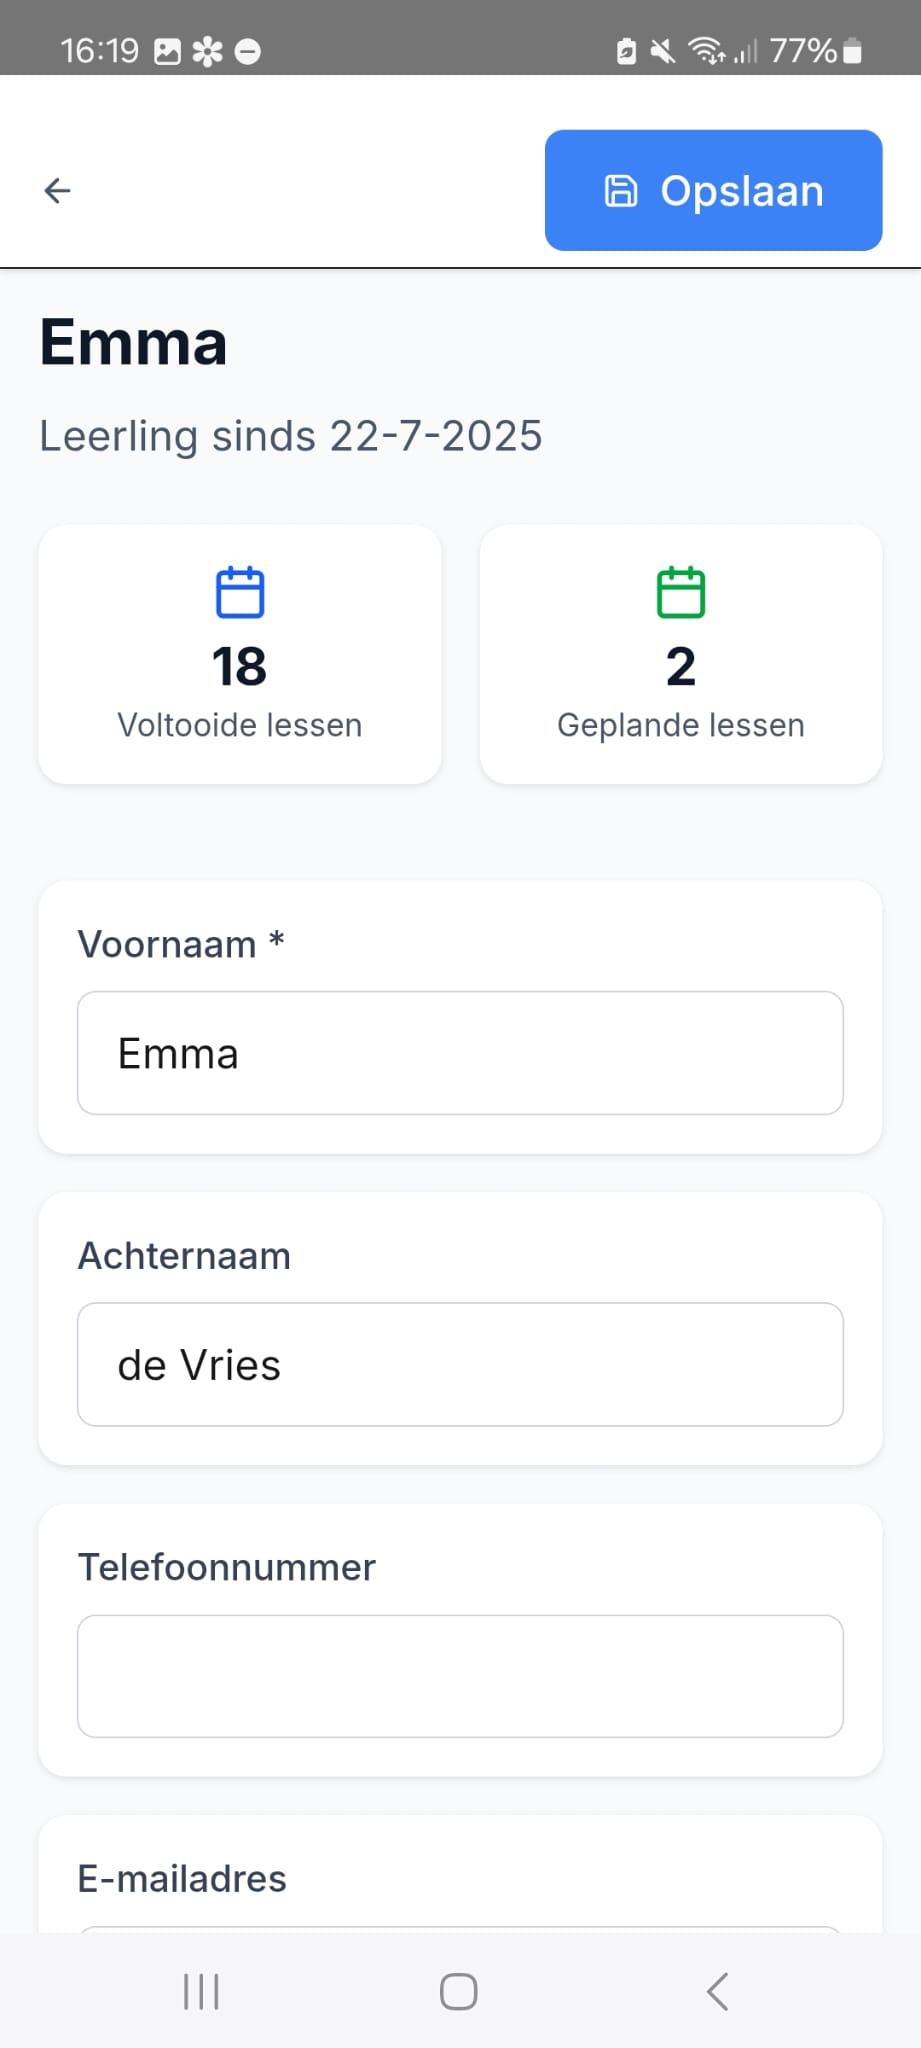 16:19
77%
Opslaan
Emma
Leerling sinds 22-7-2025
18
Voltooide lessen
2
Geplande lessen
Voornaam *
Emma
Achternaam
de Vries
Telefoonnummer
E-mailadres